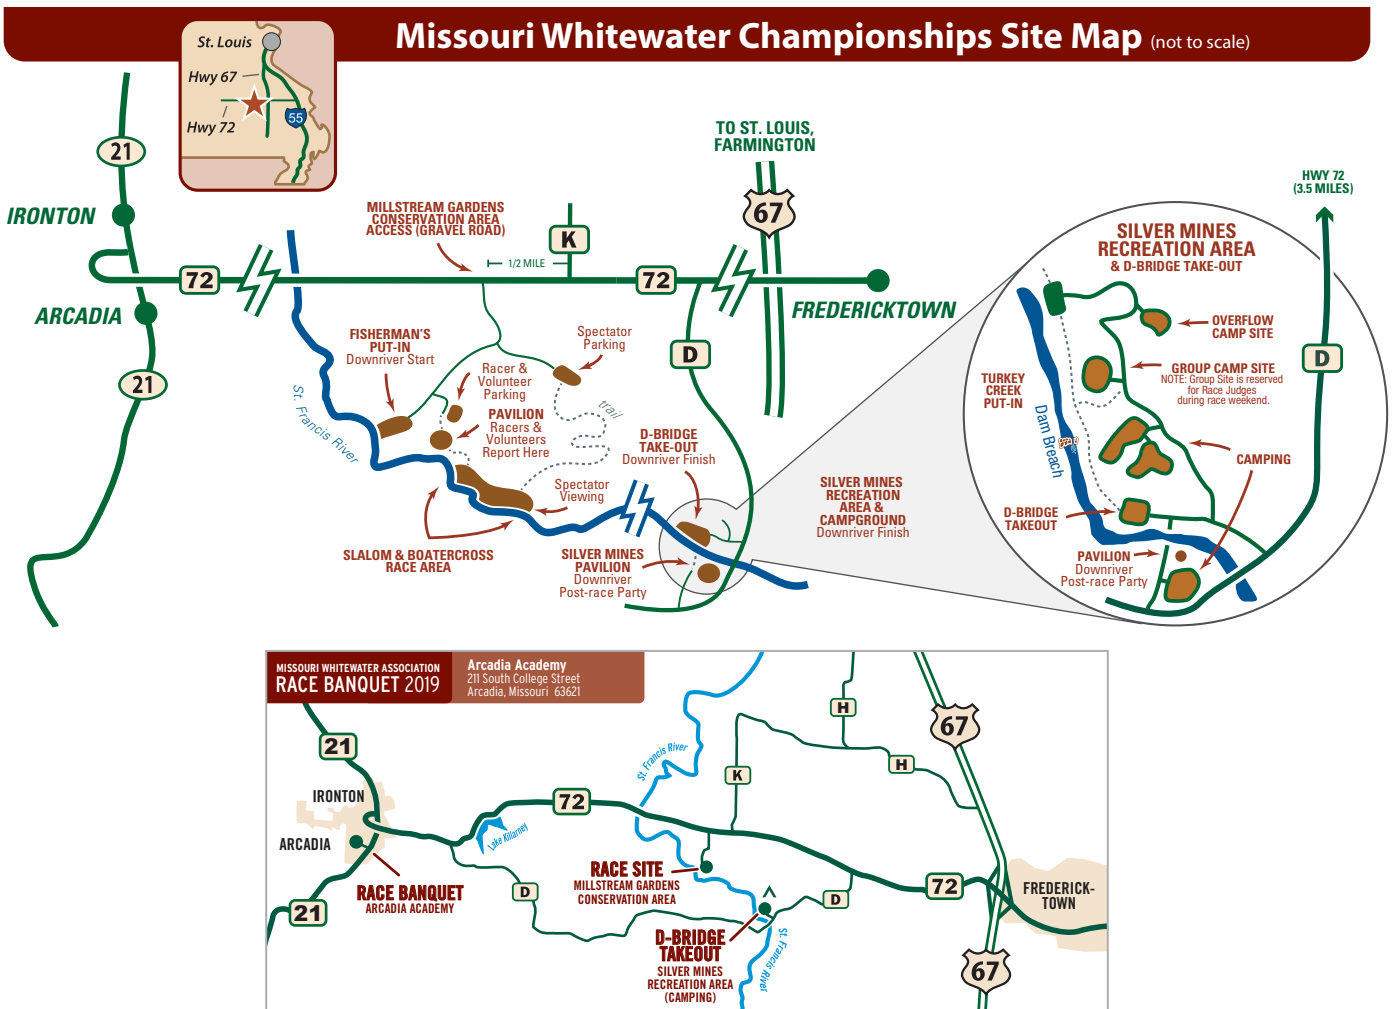 Missouri Whitewater Championships Site Map (not to scale)
St. Louis
Hwy 67
55
Hwy 72
21
IRONTON
72
ARCADIA
21
MILLSTREAM GARDENS
CONSERVATION AREA
ACCESS (GRAVEL ROAD)
K
1/2 MILE
72
TO ST. LOUIS,
FARMINGTON
67
FREDERICKTOWN
D
St. Francis River
FISHERMAN'S
PUT-IN
Downriver Start
Racer &
Volunteer
Parking
PAVILION
Racers &
Volunteers
Report Here
Spectator
Parking
trail
Spectator
Viewing
SLALOM & BOATERCROSS
RACE AREA
D-BRIDGE
TAKE-OUT
Downriver Finish
SILVER MINES
PAVILION
Downriver
Post-race Party
SILVER MINES
RECREATION
AREA &
CAMPGROUND
Downriver Finish
HWY 72
(3.5 MILES)
SILVER MINES
RECREATION AREA
& D-BRIDGE TAKE-OUT
OVERFLOW
CAMP SITE
D
GROUP CAMP SITE
NOTE: Group Site is reserved
for Race Judges
during race weekend.
TURKEY
CREEK
PUT-IN
Dam Breach
CAMPING
D-BRIDGE
TAKEOUT
PAVILION
Downriver
Post-race Party
MISSOURI WHITEWATER ASSOCIATION
RACE BANQUET 2019
Arcadia Academy
211 South College Street
Arcadia, Missouri 63621
21
IRONTON
ARCADIA
RACE BANQUET
ARCADIA ACADEMY
21
Lake Killarney
72
D
St. Francis River
K
H
H
67
RACE SITE
MILLSTREAM GARDENS
CONSERVATION AREA
D
72
FREDERICK-
TOWN
D-BRIDGE
TAKEOUT
SILVER MINES
RECREATION AREA
(CAMPING)
St. Francis River
67